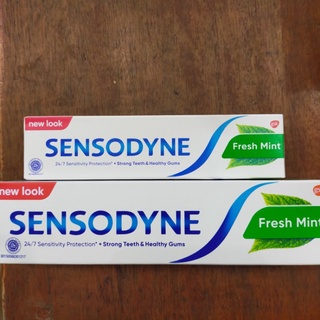 new look
SENSODYNE
Fresh Mint
24/7 Sensitivity Protection* + Strong Teeth & Healthy Gums
new look
SENSODYNE
Fresh Mint
24/7 Sensitivity Protection* + Strong Teeth & Healthy Gums